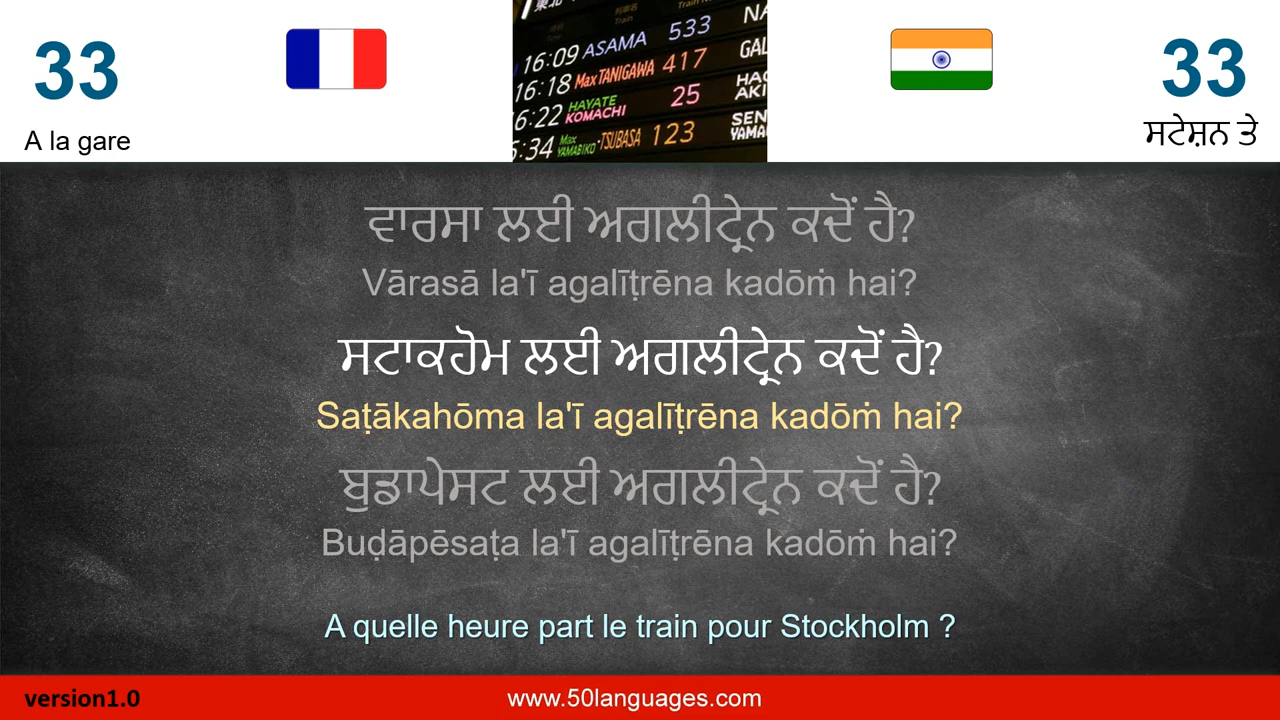 33
A la gare
16:09 ASAMA 533
16:18 Max TANIGAWA 417
16:22 HAYATE KOMACHI 25
5:34 Max YAMABIKO·TSUBASA 123
33
ਸਟੇਸ਼ਨ ਤੇ
ਵਾਰਸਾ ਲਈ ਅਗਲੀਟ੍ਰੇਨ ਕਦੋਂ ਹੈ?
Vārasā la'ī agalīṭrēna kadōṁ hai?
ਸਟਾਕਹੋਮ ਲਈ ਅਗਲੀਟ੍ਰੇਨ ਕਦੋਂ ਹੈ?
Saṭākahōma la'ī agalīṭrēna kadōṁ hai?
ਬੁਡਾਪੇਸਟ ਲਈ ਅਗਲੀਟ੍ਰੇਨ ਕਦੋਂ ਹੈ?
Buḍāpēsaṭa la'ī agalīṭrēna kadōṁ hai?
A quelle heure part le train pour Stockholm ?
version1.0
www.50languages.com